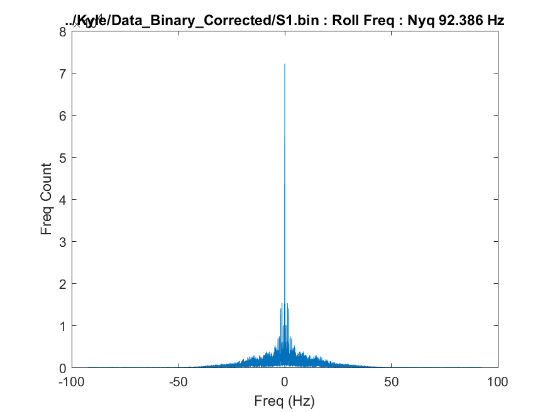 ../Kyle/Data_Binary_Corrected/S1.bin : Roll Freq : Nyq 92.386 Hz
8
7
6
5
4
3
2
1
0
Freq Count
-100 -50 0 50 100
Freq (Hz)